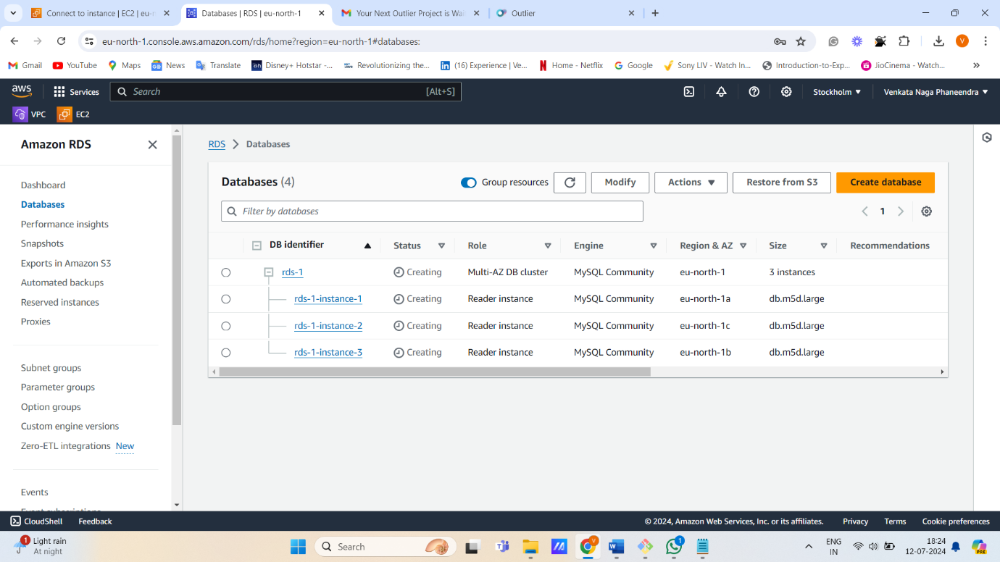 Connect to instance | EC2 | eu-n
Databases | RDS | eu-north-1
Your Next Outlier Project is Wai
Outlier
eu-north-1.console.aws.amazon.com/rds/home?region=eu-north-1#databases:
V
Gmail
YouTube
Maps
News
Translate
Disney+ Hotstar -...
Revolutionizing the...
(16) Experience | Ve...
Home - Netflix
Google
Sony LIV - Watch In...
Introduction-to-Exp...
JioCinema - Watch...
aws
Services
Search
[Alt+S]
Stockholm
Venkata Naga Phaneendra
VPC
EC2
Amazon RDS
Dashboard
Databases
Performance insights
Snapshots
Exports in Amazon S3
Automated backups
Reserved instances
Proxies
Subnet groups
Parameter groups
Option groups
Custom engine versions
Zero-ETL integrations New
Events
RDS > Databases
Databases (4)
Group resources
Modify
Actions
Restore from S3
Create database
Filter by databases
1
DB identifier Status Role Engine Region & AZ Size Recommendations
rds-1 Creating Multi-AZ DB cluster MySQL Community eu-north-1 3 instances
rds-1-instance-1 Creating Reader instance MySQL Community eu-north-1a db.m5d.large
rds-1-instance-2 Creating Reader instance MySQL Community eu-north-1c db.m5d.large
rds-1-instance-3 Creating Reader instance MySQL Community eu-north-1b db.m5d.large
CloudShell
Feedback
© 2024, Amazon Web Services, Inc. or its affiliates.
Privacy
Terms
Cookie preferences
1
Light rain
At night
Search
V
1
ENG
IN
18:24
12-07-2024
PRE